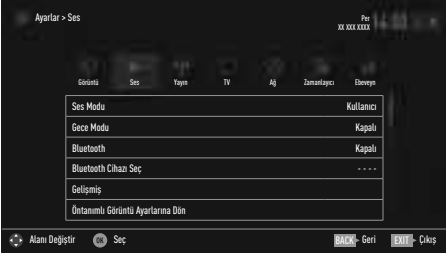 Ayarlar > Ses
Per
XX XXX XXXX
Görüntü Ses Yayın TV Ağ Zamanlayıcı Ebeveyn
Ses Modu Kullanıcı
Gece Modu Kapalı
Bluetooth Kapalı
Bluetooth Cihazı Seç - - - -
Gelişmiş
Öntanımlı Görüntü Ayarlarına Dön
Alanı Değiştir OK Seç BACK Geri EXIT Çıkış